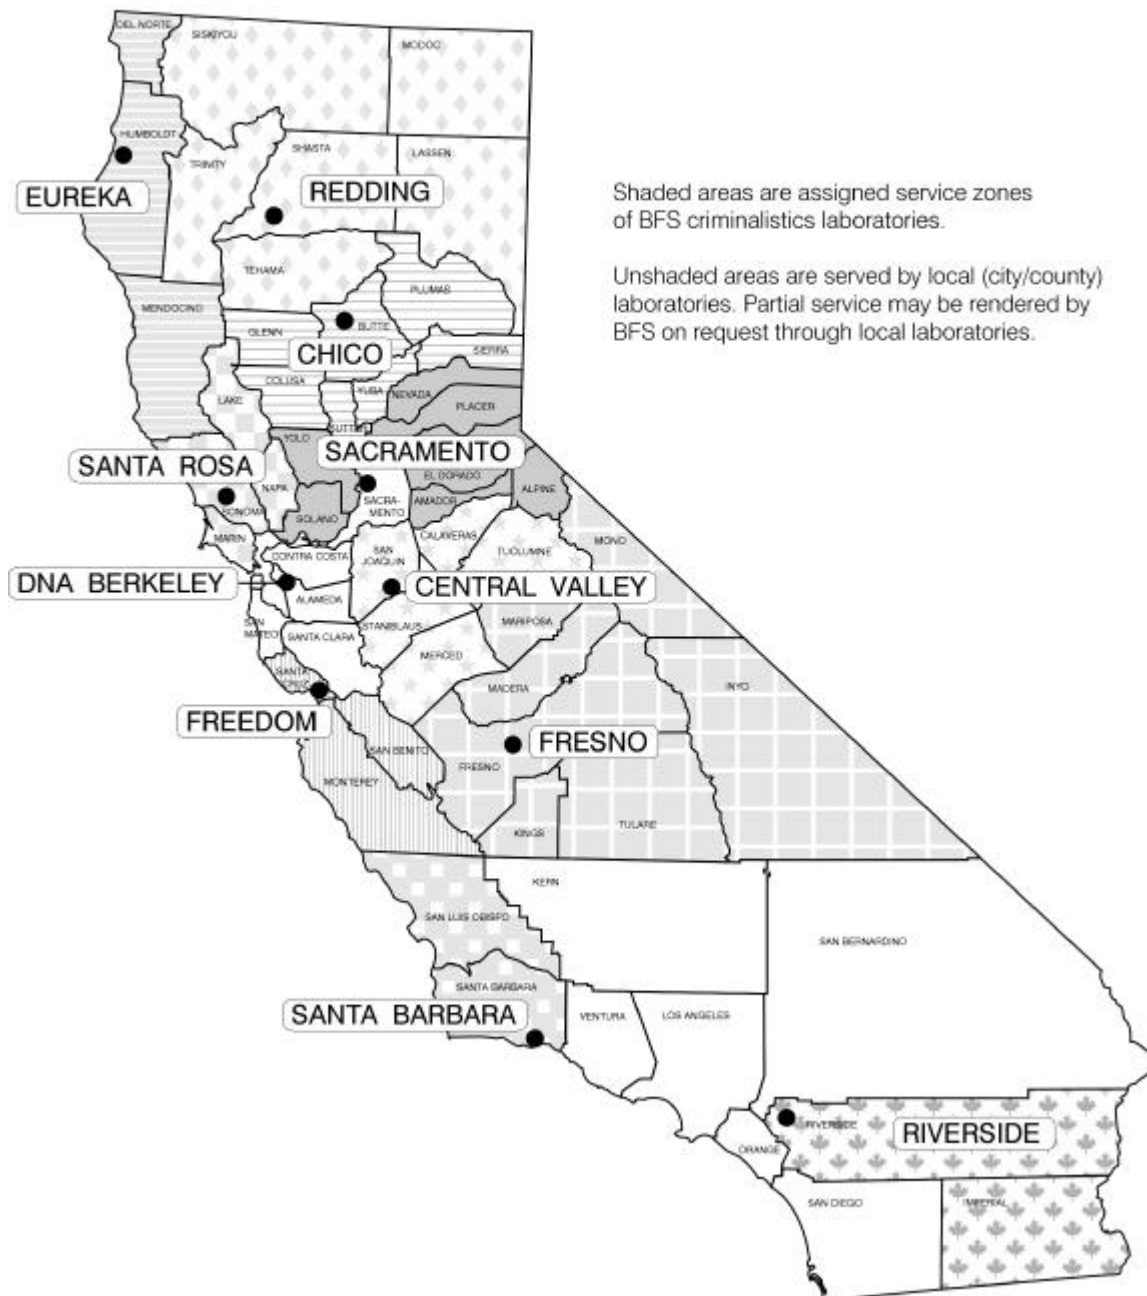 DEL NORTE
SISKIYOU
MODOC
HUMBOLDT
TRINITY
SHASTA
LASSEN
EUREKA
REDDING
Shaded areas are assigned service zones
of BFS criminalistics laboratories.
Unshaded areas are served by local (city/county)
laboratories. Partial service may be rendered by
BFS on request through local laboratories.
TEHAMA
PLUMAS
MENDOCINO
GLENN
BUTTE
CHICO
SIERRA
COLUSA
YUBA
NEVADA
LAKE
PLACER
SUTTER
YOLO
SACRAMENTO
SANTA ROSA
EL DORADO
NAPA
ALPINE
SONOMA
SACRA-
MENTO
AMADOR
SOLANO
MARIN
CALAVERAS
MONO
CONTRA COSTA
SAN
JOAQUIN
TUOLUMNE
DNA BERKELEY
CENTRAL VALLEY
ALAMEDA
SAN
MATEO
SANTA CLARA
STANISLAUS
MARIPOSA
MERCED
SANTA
CRUZ
MADERA
INYO
FREEDOM
FRESNO
SAN BENITO
FRESNO
MONTEREY
KINGS
TULARE
KERN
SAN LUIS OBISPO
SAN BERNARDINO
SANTA BARBARA
SANTA BARBARA
VENTURA
LOS ANGELES
RIVERSIDE
RIVERSIDE
ORANGE
SAN DIEGO
IMPERIAL